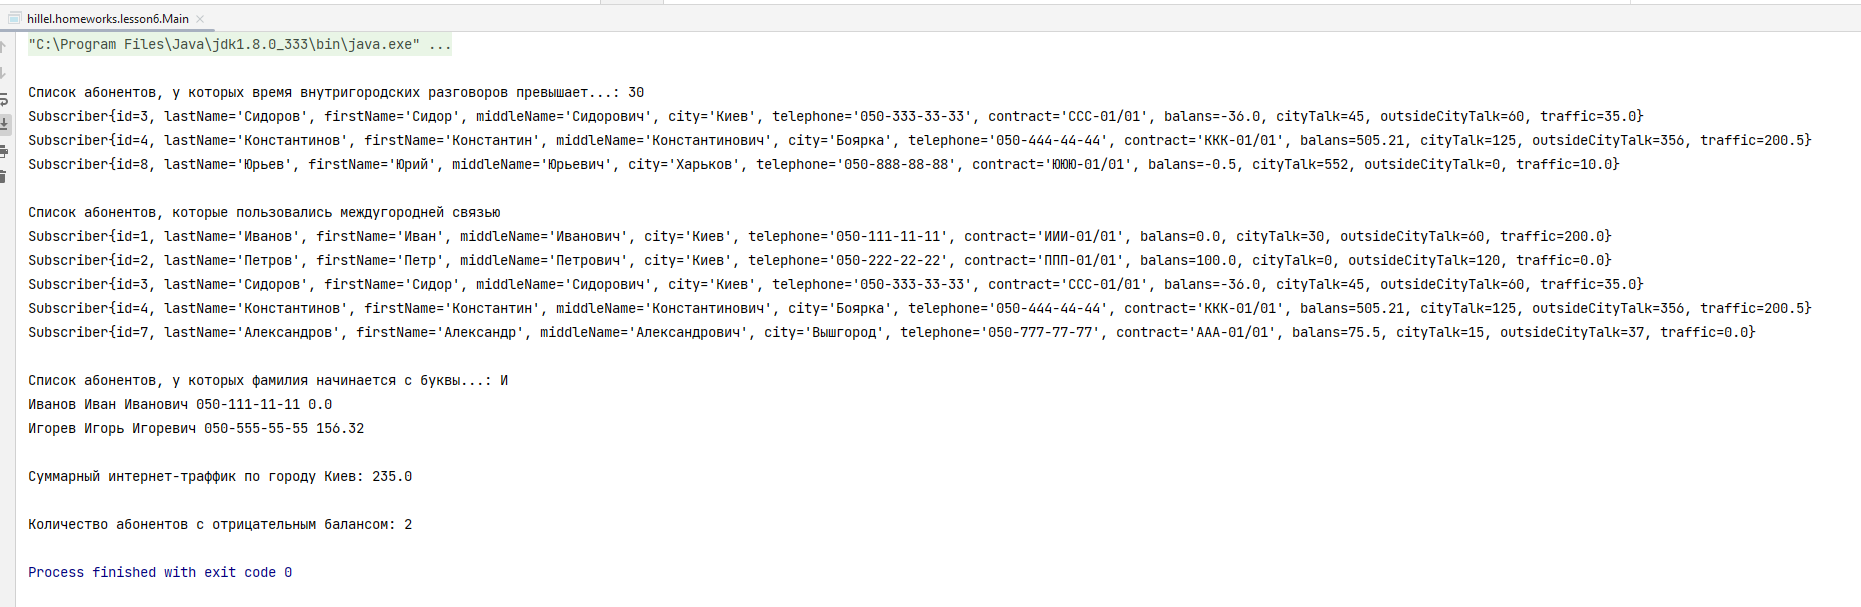 hillel.homeworks.lesson6.Main
"C:\Program Files\Java\jdk1.8.0_333\bin\java.exe" ...
Список абонентов, у которых время внутригородских разговоров превышает...: 30
Subscriber{id=3, lastName='Сидоров', firstName='Сидор', middleName='Сидорович', city='Киев', telephone='050-333-33-33', contract='ССС-01/01', balans=-36.0, cityTalk=45, outsideCityTalk=60, traffic=35.0}
Subscriber{id=4, lastName='Константинов', firstName='Константин', middleName='Константинович', city='Боярка', telephone='050-444-44-44', contract='ККК-01/01', balans=505.21, cityTalk=125, outsideCityTalk=356, traffic=200.5}
Subscriber{id=8, lastName='Юрьев', firstName='Юрий', middleName='Юрьевич', city='Харьков', telephone='050-888-88-88', contract='ЮЮЮ-01/01', balans=-0.5, cityTalk=552, outsideCityTalk=0, traffic=10.0}
Список абонентов, которые пользовались междугородней связью
Subscriber{id=1, lastName='Иванов', firstName='Иван', middleName='Иванович', city='Киев', telephone='050-111-11-11', contract='ИИИ-01/01', balans=0.0, cityTalk=30, outsideCityTalk=60, traffic=200.0}
Subscriber{id=2, lastName='Петров', firstName='Петр', middleName='Петрович', city='Киев', telephone='050-222-22-22', contract='ППП-01/01', balans=100.0, cityTalk=0, outsideCityTalk=120, traffic=0.0}
Subscriber{id=3, lastName='Сидоров', firstName='Сидор', middleName='Сидорович', city='Киев', telephone='050-333-33-33', contract='ССС-01/01', balans=-36.0, cityTalk=45, outsideCityTalk=60, traffic=35.0}
Subscriber{id=4, lastName='Константинов', firstName='Константин', middleName='Константинович', city='Боярка', telephone='050-444-44-44', contract='ККК-01/01', balans=505.21, cityTalk=125, outsideCityTalk=356, traffic=200.5}
Subscriber{id=7, lastName='Александров', firstName='Александр', middleName='Александрович', city='Вышгород', telephone='050-777-77-77', contract='ААА-01/01', balans=75.5, cityTalk=15, outsideCityTalk=37, traffic=0.0}
Список абонентов, у которых фамилия начинается с буквы...: И
Иванов Иван Иванович 050-111-11-11 0.0
Игорев Игорь Игоревич 050-555-55-55 156.32
Суммарный интернет-траффик по городу Киев: 235.0
Количество абонентов с отрицательным балансом: 2
Process finished with exit code 0